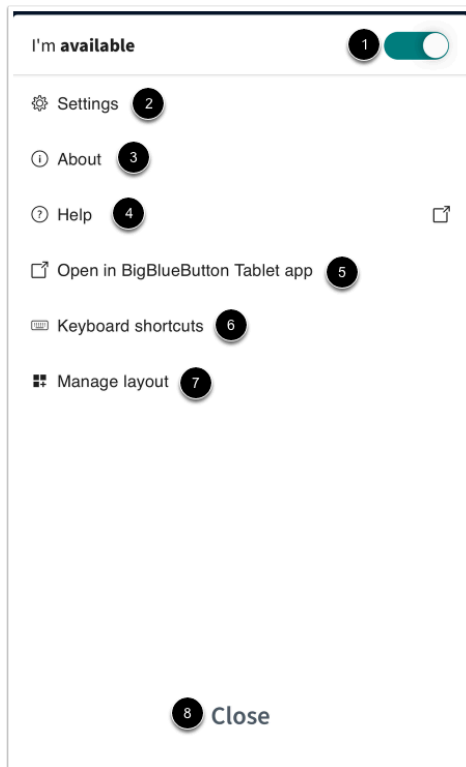 I'm available 1
Settings 2
About 3
Help 4
Open in BigBlueButton Tablet app 5
Keyboard shortcuts 6
Manage layout 7
8 Close